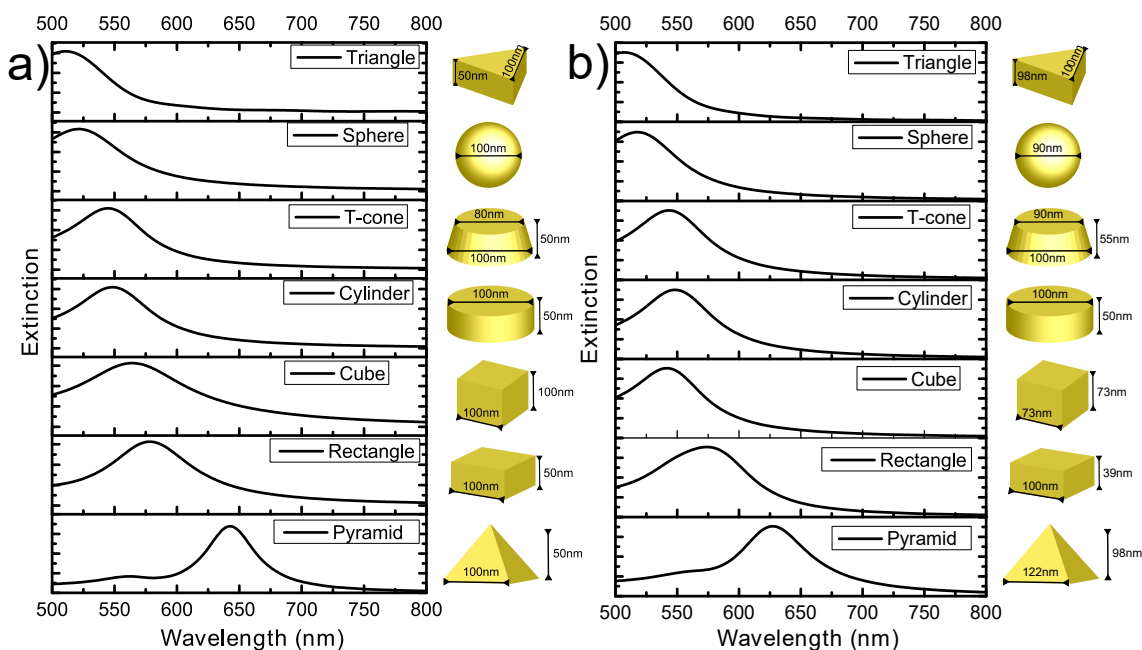 500 550 600 650 700 750 800
a)
Triangle
50nm
100nm
Sphere
100nm
T-cone
80nm
50nm
100nm
Cylinder
100nm
50nm
Cube
100nm
100nm
Rectangle
50nm
100nm
Pyramid
50nm
100nm
Extinction
500 550 600 650 700 750 800
Wavelength (nm)
500 550 600 650 700 750 800
b)
Triangle
98nm
100nm
Sphere
90nm
T-cone
90nm
55nm
100nm
Cylinder
100nm
50nm
Cube
73nm
73nm
Rectangle
39nm
100nm
Pyramid
98nm
122nm
Extinction
500 550 600 650 700 750 800
Wavelength (nm)